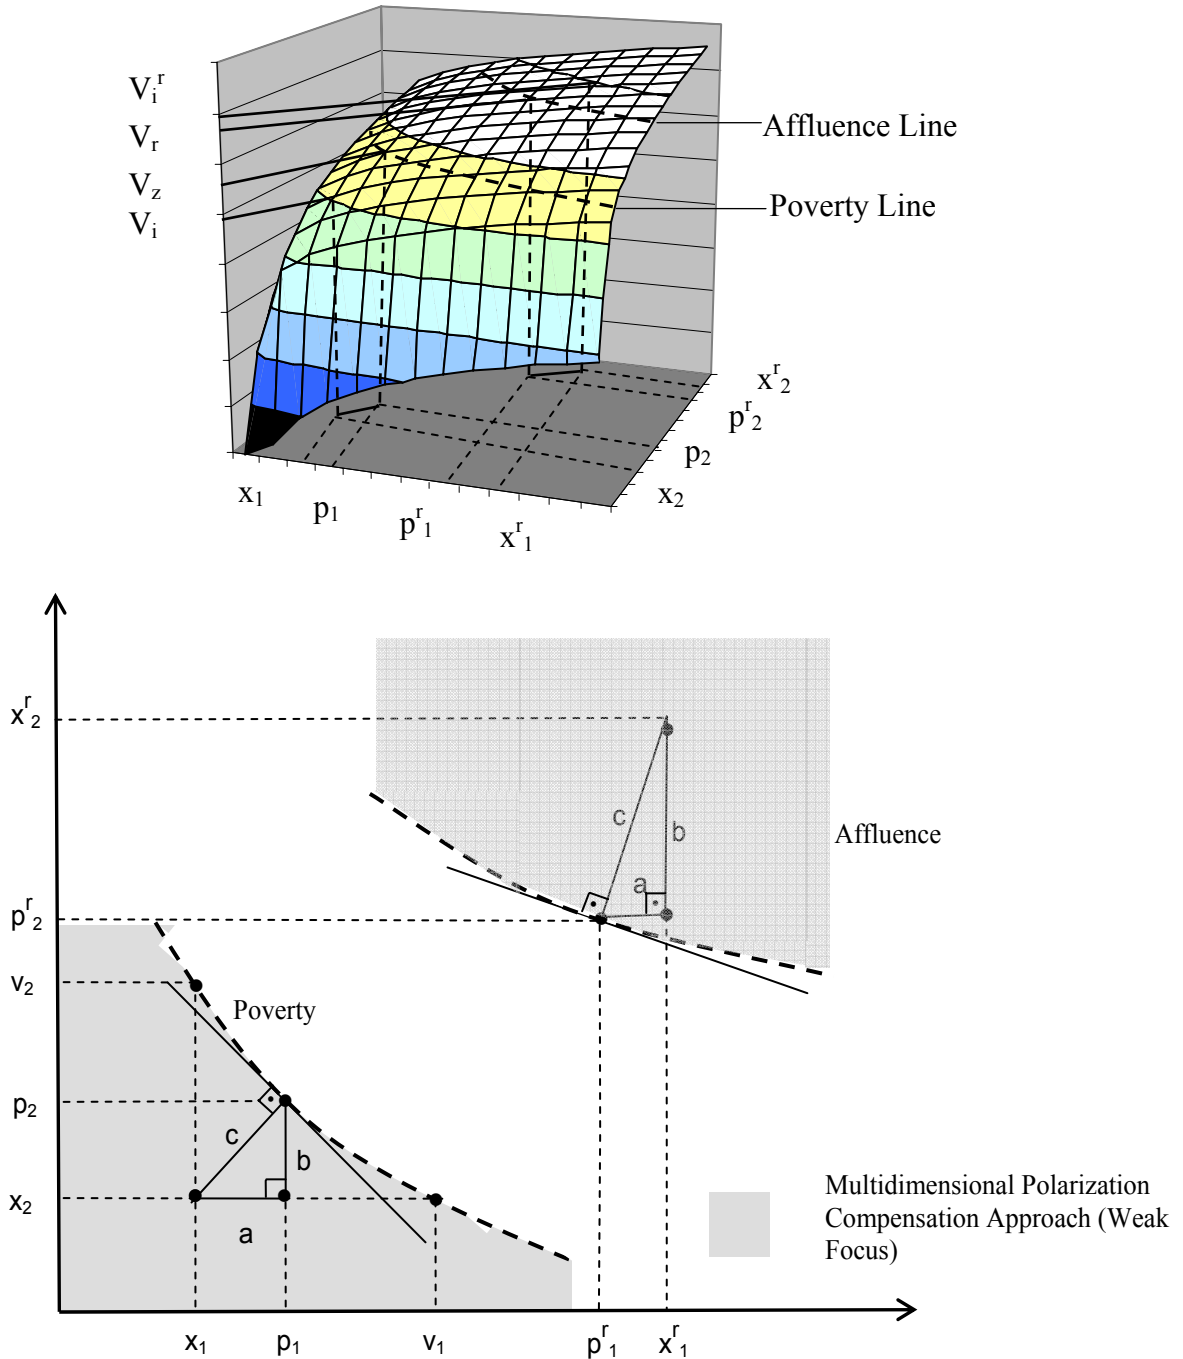 V_i^r
V_r
V_z
V_i
Affluence Line
Poverty Line
x^r_2
p^r_2
p_2
x_2
x_1
p_1
p^r_1
x^r_1
x^r_2
c
b
a
Affluence
p^r_2
v_2
Poverty
p_2
c
b
x_2
a
Multidimensional Polarization
Compensation Approach (Weak
Focus)
x_1 p_1 v_1 p^r_1 x^r_1